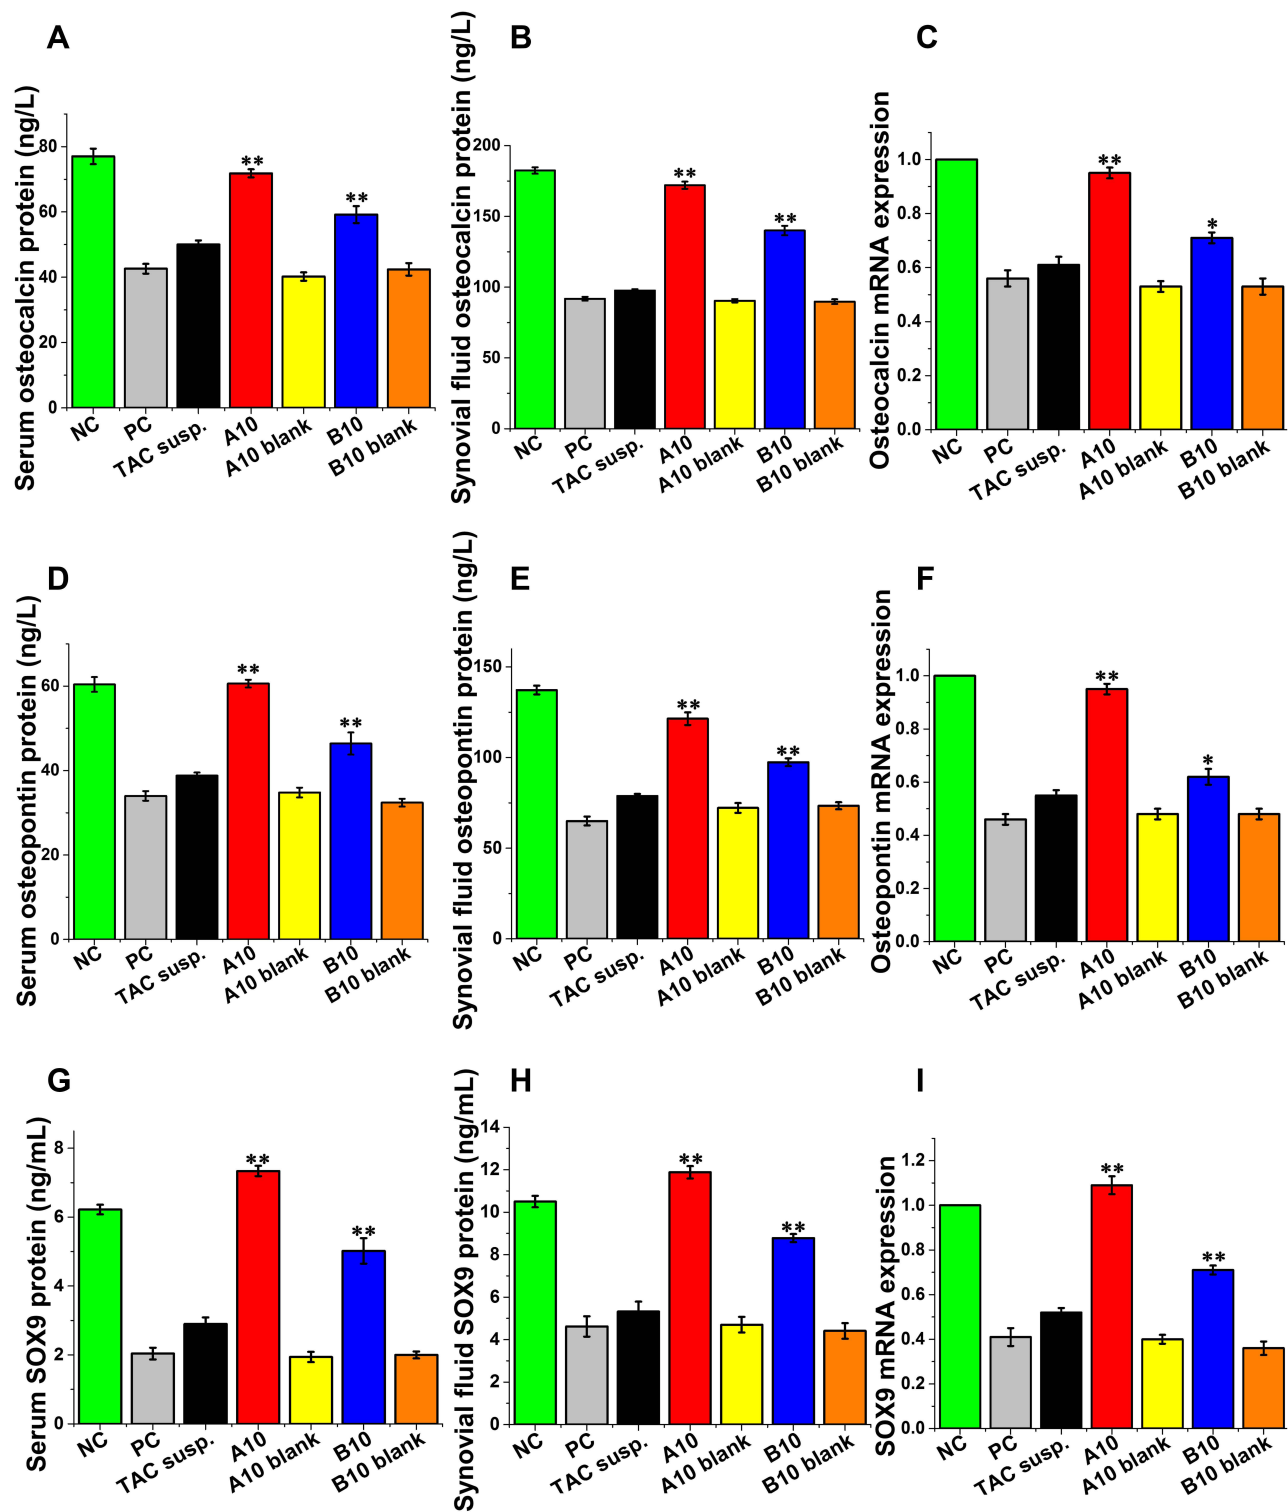 A
Serum osteocalcin protein (ng/L)
80
60
40
20
0
**
**
NC
PC
TAC susp.
A10
A10 blank
B10
B10 blank
B
Synovial fluid osteocalcin protein (ng/L)
200
150
100
50
0
**
**
NC
PC
TAC susp.
A10
A10 blank
B10
B10 blank
C
Osteocalcin mRNA expression
1.0
0.8
0.6
0.4
0.2
0.0
**
*
NC
PC
TAC susp.
A10
A10 blank
B10
B10 blank
D
Serum osteopontin protein (ng/L)
60
40
20
0
**
**
NC
PC
TAC susp.
A10
A10 blank
B10
B10 blank
E
Synovial fluid osteopontin protein (ng/L)
150
100
50
0
**
**
NC
PC
TAC susp.
A10
A10 blank
B10
B10 blank
F
Osteopontin mRNA expression
1.0
0.8
0.6
0.4
0.2
0.0
**
*
NC
PC
TAC susp.
A10
A10 blank
B10
B10 blank
G
Serum SOX9 protein (ng/mL)
8
6
4
2
0
**
**
NC
PC
TAC susp.
A10
A10 blank
B10
B10 blank
H
Synovial fluid SOX9 protein (ng/mL)
14
12
10
8
6
4
2
0
**
**
NC
PC
TAC susp.
A10
A10 blank
B10
B10 blank
I
SOX9 mRNA expression
1.2
1.0
0.8
0.6
0.4
0.2
0.0
**
**
NC
PC
TAC susp.
A10
A10 blank
B10
B10 blank